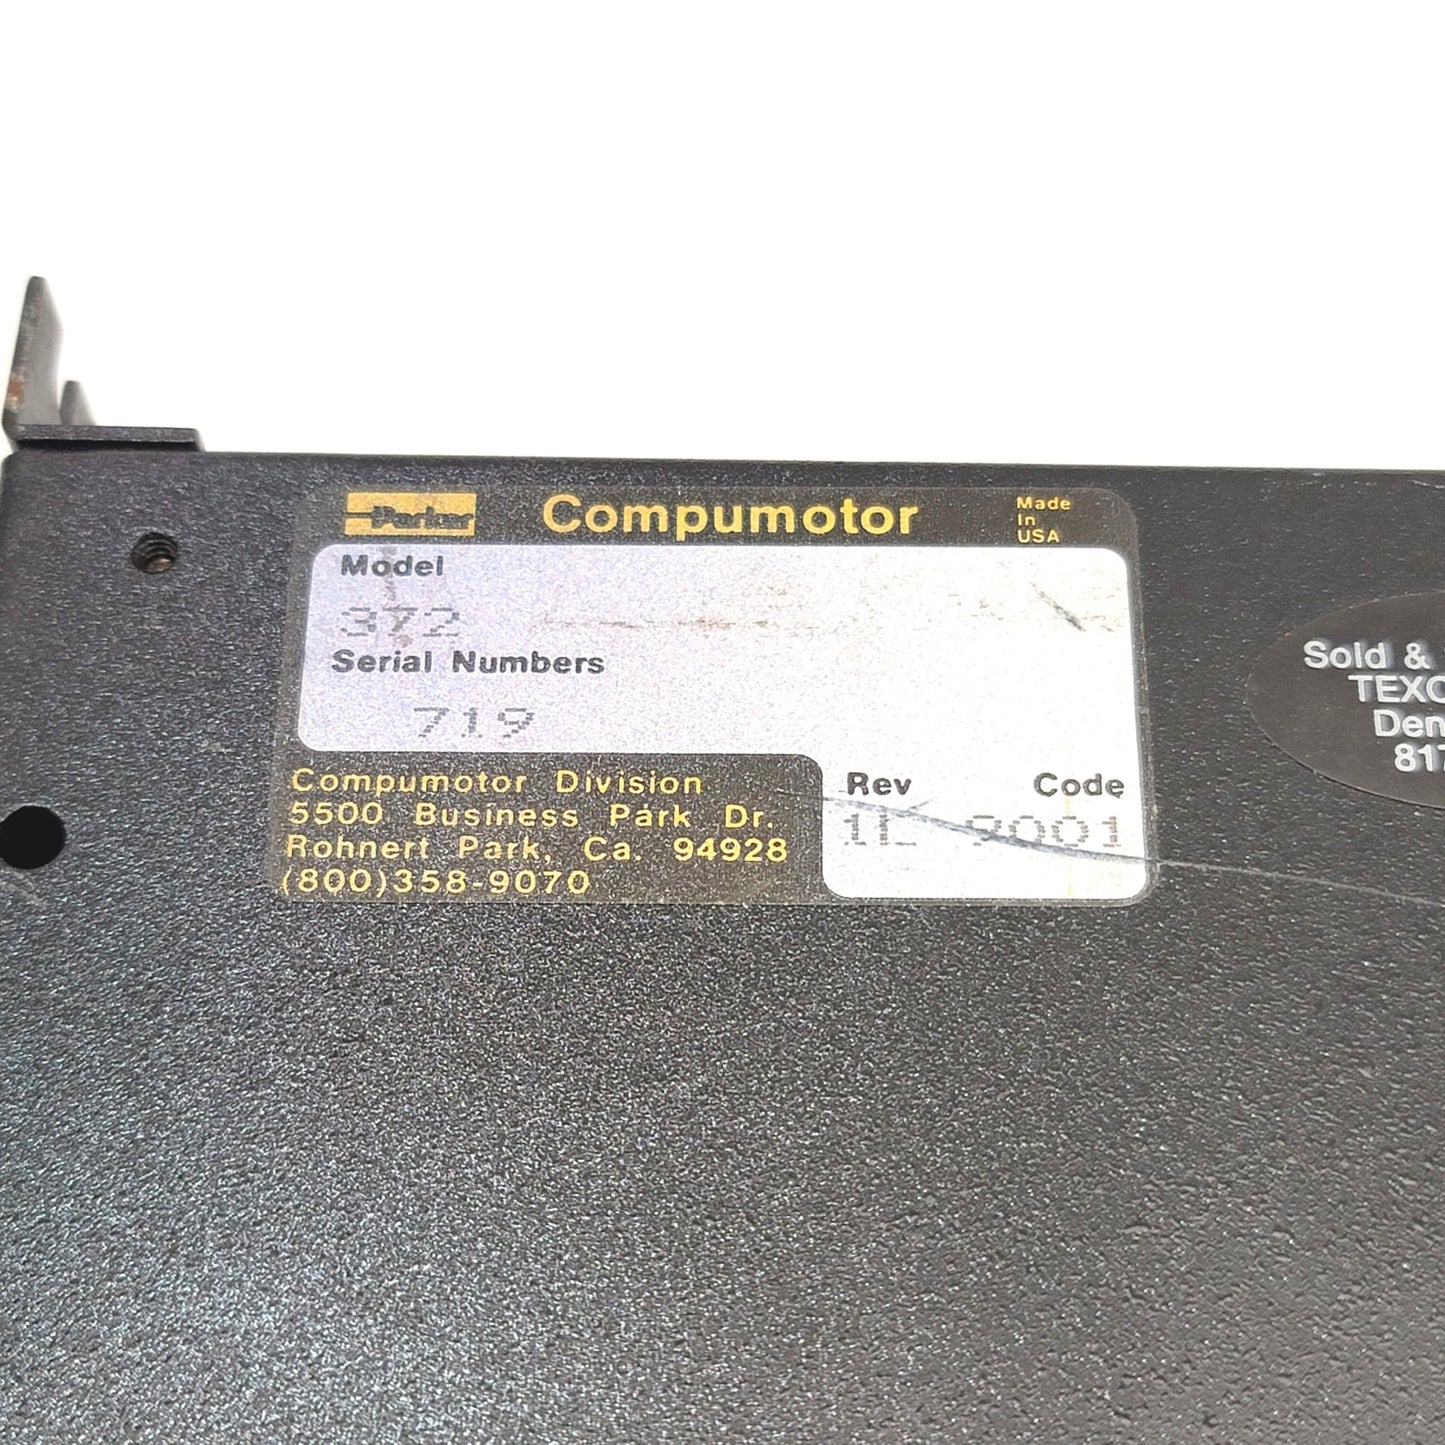 Parker Compumotor Made In USA
Model
372
Serial Numbers
719
Compumotor Division
5500 Business Park Dr.
Rohnert Park, Ca. 94928
(800)358-9070
Rev Code
1L 9001
Sold &
TEXC
Den
817